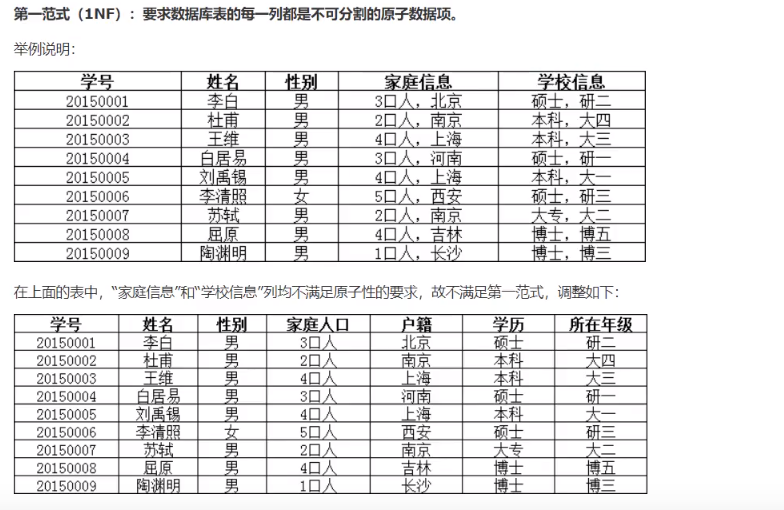 第一范式（1NF）：要求数据库表的每一列都是不可分割的原子数据项。
举例说明：
学号 姓名 性别 家庭信息 学校信息
20150001 李白 男 3口人，北京 硕士，研二
20150002 杜甫 男 2口人，南京 本科，大四
20150003 王维 男 4口人，上海 本科，大三
20150004 白居易 男 3口人，河南 硕士，研一
20150005 刘禹锡 男 4口人，上海 本科，大一
20150006 李清照 女 5口人，西安 硕士，研三
20150007 苏轼 男 2口人，南京 大专，大二
20150008 屈原 男 4口人，吉林 博士，博五
20150009 陶渊明 男 1口人，长沙 博士，博三
在上面的表中，“家庭信息”和“学校信息”列均不满足原子性的要求，故不满足第一范式，调整如下：
学号 姓名 性别 家庭人口 户籍 学历 所在年级
20150001 李白 男 3口人 北京 硕士 研二
20150002 杜甫 男 2口人 南京 本科 大四
20150003 王维 男 4口人 上海 本科 大三
20150004 白居易 男 3口人 河南 硕士 研一
20150005 刘禹锡 男 4口人 上海 本科 大一
20150006 李清照 女 5口人 西安 硕士 研三
20150007 苏轼 男 2口人 南京 大专 大二
20150008 屈原 男 4口人 吉林 博士 博五
20150009 陶渊明 男 1口人 长沙 博士 博三